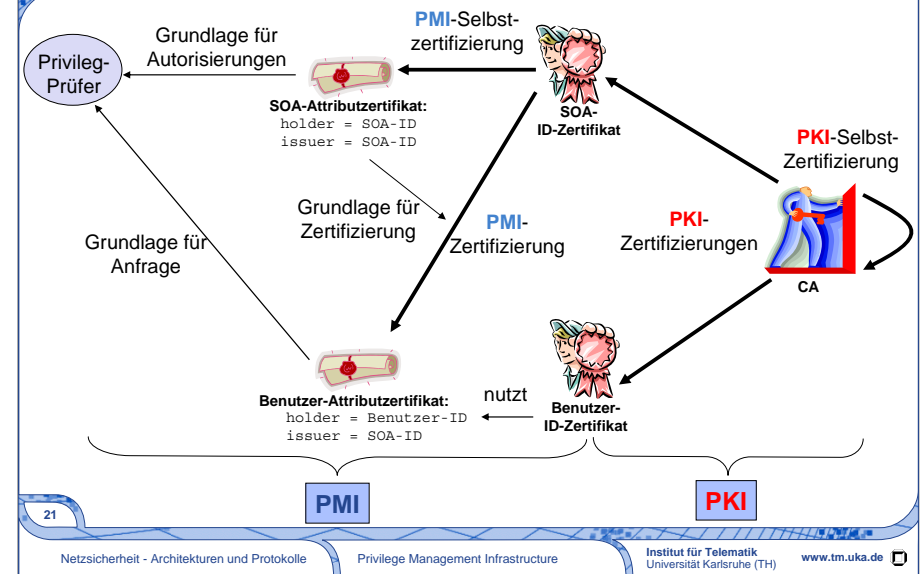 PMI-Selbst-
zertifizierung
Grundlage für
Autorisierungen
Privileg-
Prüfer
SOA-Attributzertifikat:
holder = SOA-ID
issuer = SOA-ID
SOA-
ID-Zertifikat
PKI-Selbst-
Zertifizierung
Grundlage für
Zertifizierung
PMI-
Zertifizierung
PKI-
Zertifizierungen
Grundlage für
Anfrage
CA
Benutzer-Attributzertifikat:
holder = Benutzer-ID
issuer = SOA-ID
nutzt
Benutzer-
ID-Zertifikat
PMI
PKI
21
Netzsicherheit - Architekturen und Protokolle
Privilege Management Infrastructure
Institut für Telematik
Universität Karlsruhe (TH)
www.tm.uka.de